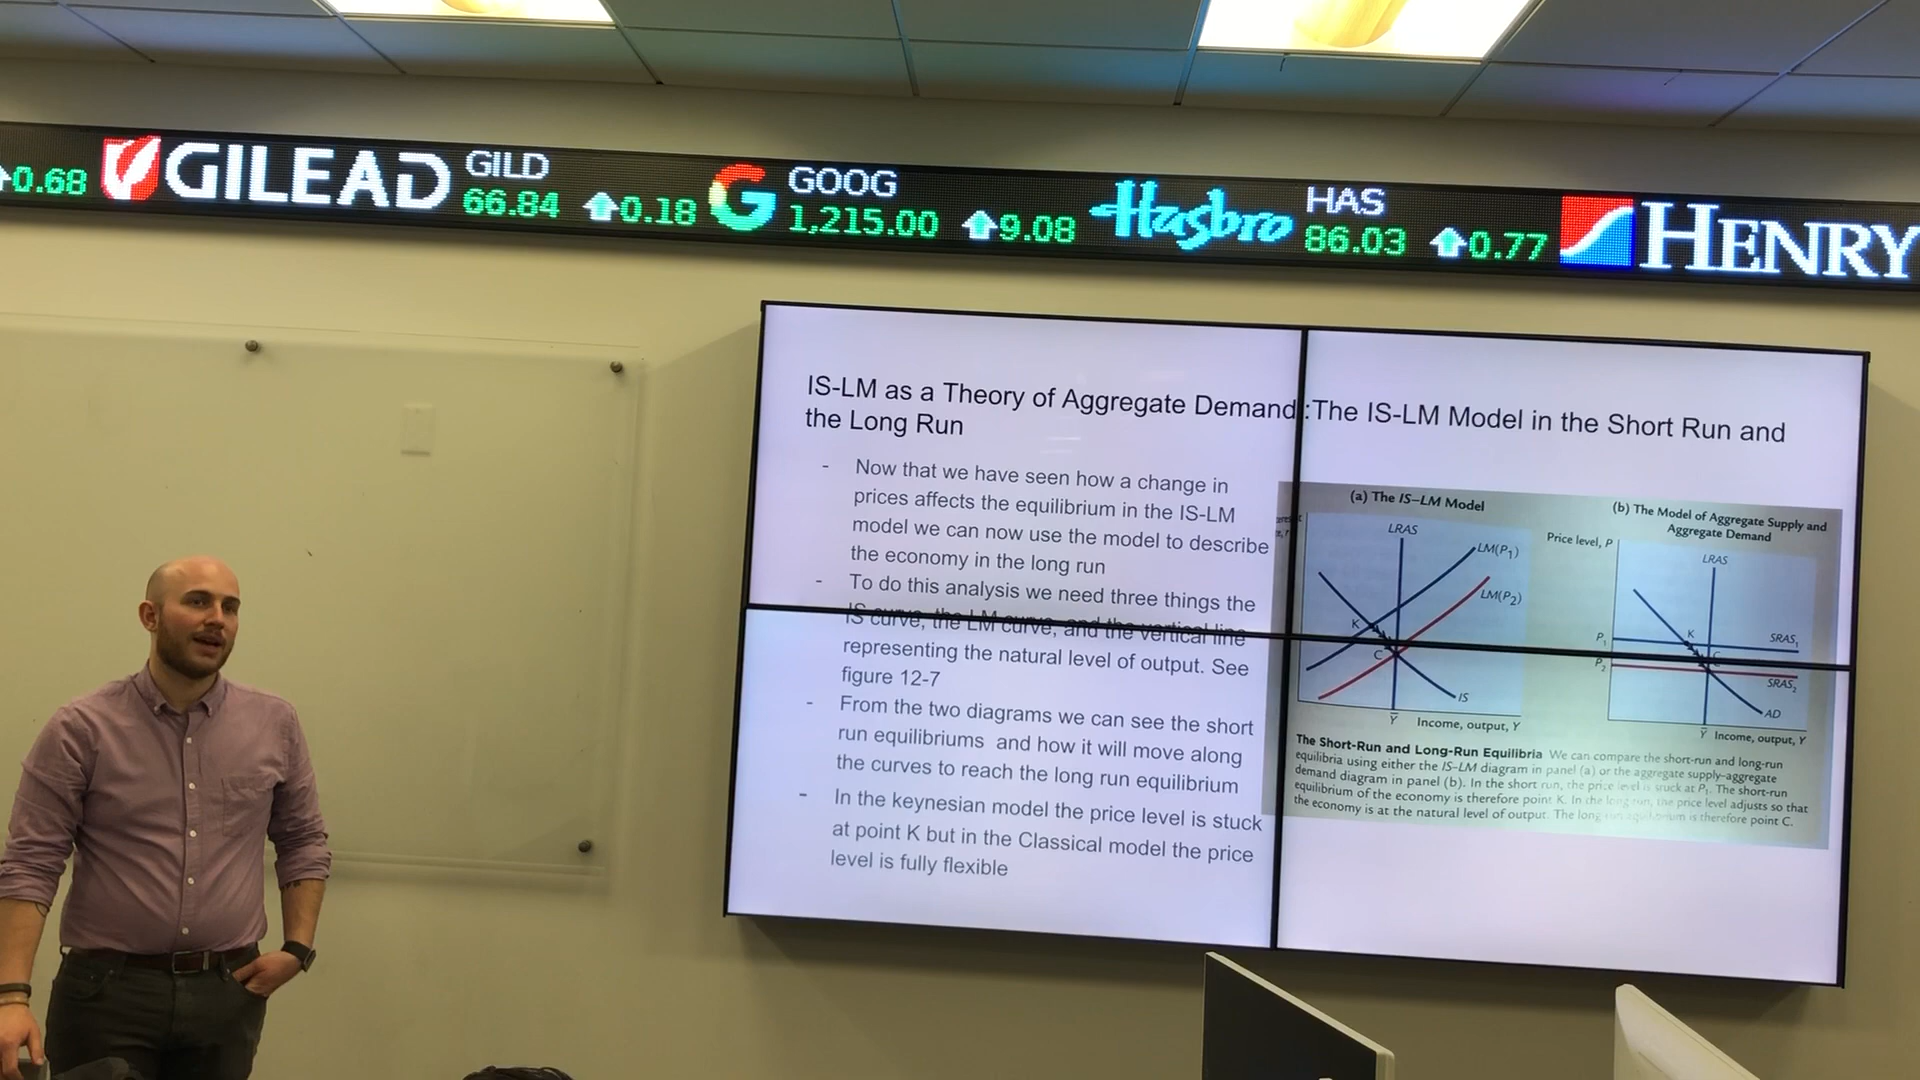 0.68
GILEAD
GILD
66.84 0.18
G
GOOG
1,215.00 9.08
Hasbro
HAS
86.03 0.77
HENRY
IS-LM as a Theory of Aggregate Demand :The IS-LM Model in the Short Run and
the Long Run
- Now that we have seen how a change in
prices affects the equilibrium in the IS-LM
model we can now use the model to describe
the economy in the long run
- To do this analysis we need three things the
IS curve, the LM curve, and the vertical line
representing the natural level of output. See
figure 12-7
- From the two diagrams we can see the short
run equilibriums and how it will move along
the curves to reach the long run equilibrium
- In the keynesian model the price level is stuck
at point K but in the Classical model the price
level is fully flexible
(a) The IS–LM Model
LRAS
LM(P1)
LM(P2)
K
C
IS
Y̅
Income, output, Y
(b) The Model of Aggregate Supply and
Aggregate Demand
Price level, P
LRAS
P1
K
SRAS1
P2
C
SRAS2
AD
Y̅
Income, output, Y
The Short-Run and Long-Run Equilibria We can compare the short-run and long-run
equilibria using either the IS–LM diagram in panel (a) or the aggregate supply–aggregate
demand diagram in panel (b). In the short run, the price level is stuck at P1. The short-run
equilibrium of the economy is therefore point K. In the long run, the price level adjusts so that
the economy is at the natural level of output. The long run equilibrium is therefore point C.